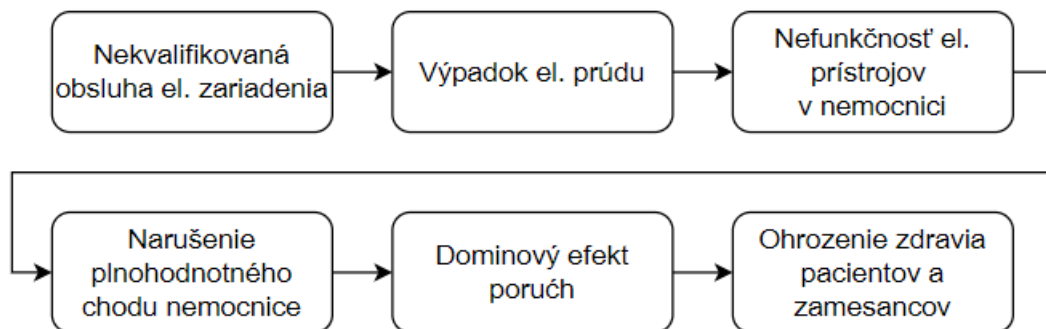 Nekvalifikovaná
obsluha el. zariadenia
Výpadok el. prúdu
Nefunkčnosť el.
prístrojov
v nemocnici
Narušenie
plnohodnotného
chodu nemocnice
Dominový efekt
porućh
Ohrozenie zdravia
pacientov a
zamesancov